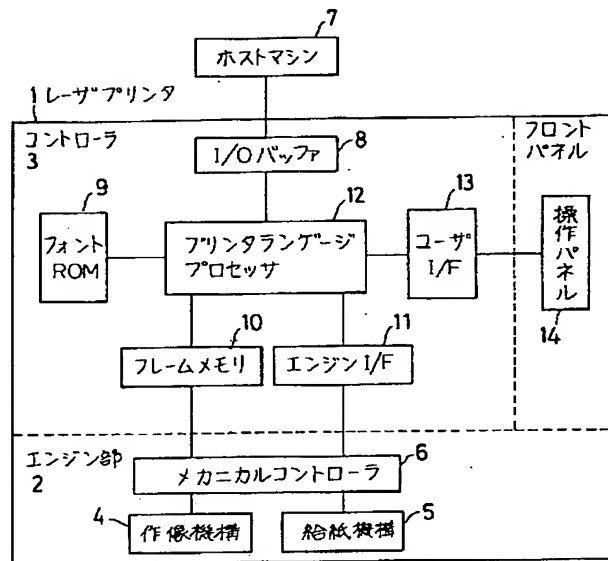 7
ホストマシン
1 レーザプリンタ
コントローラ
3
フロント
パネル
I/Oバッファ
8
9
12
13
フォント
ROM
プリンタランゲージ
プロセッサ
ユーザ
I/F
操作パネル
14
10
11
フレームメモリ
エンジンI/F
エンジン部
2
メカニカルコントローラ
6
4
作像機構
給紙機構
5